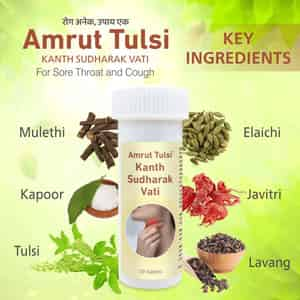 रोग अनेक, उपाय एक
Amrut Tulsi
KANTH SUDHARAK VATI
For Sore Throat and Cough
KEY
INGREDIENTS
Mulethi
Kapoor
Tulsi
Amrut Tulsi
Kanth
Sudharak
Vati
Elaichi
Javitri
Lavang